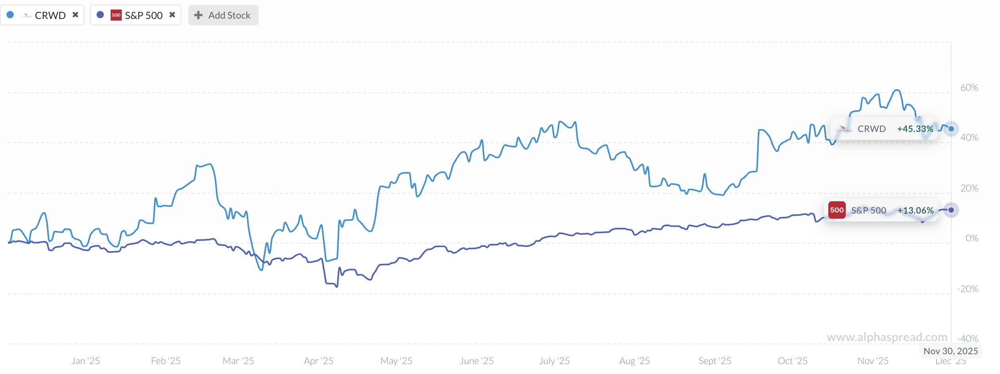 CRWD ✖ 500 S&P 500 ✖ + Add Stock
60%
CRWD +45.33%
40%
20%
500 S&P 500 +13.06%
0%
-20%
www.alphaspread.com
-40%
Nov 30, 2025
Jan '25 Feb '25 Mar '25 Apr '25 May '25 June '25 July '25 Aug '25 Sept '25 Oct '25 Nov '25 Dec '25